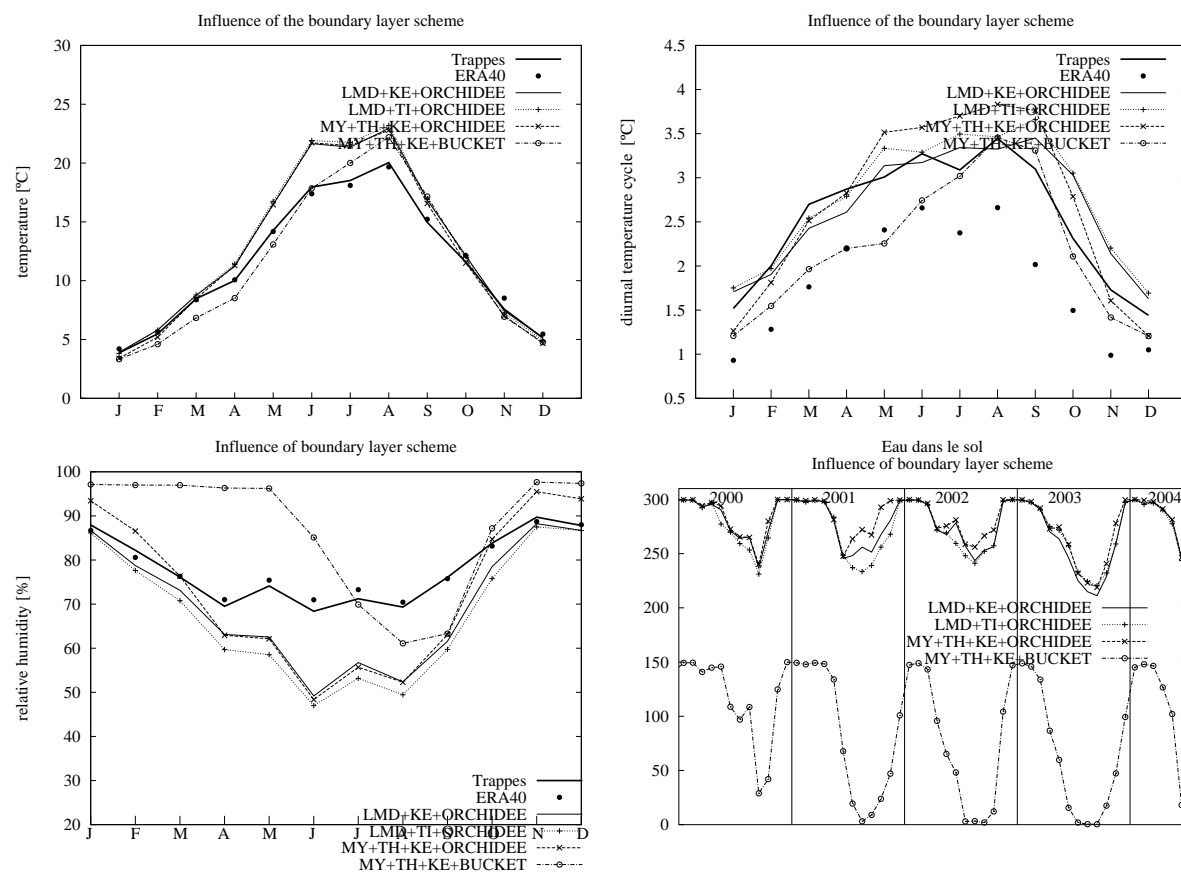 Influence of the boundary layer scheme
30
25
20
15
10
5
0
temperature [ºC]
J F M A M J J A S O N D
Trappes
ERA40
LMD+KE+ORCHIDEE
LMD+TI+ORCHIDEE
MY+TH+KE+ORCHIDEE
MY+TH+KE+BUCKET
Influence of the boundary layer scheme
4.5
4
3.5
3
2.5
2
1.5
1
0.5
diurnal temperature cycle [ºC]
J F M A M J J A S O N D
Trappes
ERA40
LMD+KE+ORCHIDEE
LMD+TI+ORCHIDEE
MY+TH+KE+ORCHIDEE
MY+TH+KE+BUCKET
Influence of boundary layer scheme
100
90
80
70
60
50
40
30
20
relative humidity [%]
J F M A M J J A S O N D
Trappes
ERA40
LMD+KE+ORCHIDEE
LMD+TI+ORCHIDEE
MY+TH+KE+ORCHIDEE
MY+TH+KE+BUCKET
Eau dans le sol
Influence of boundary layer scheme
300
250
200
150
100
50
0
2000 2001 2002 2003 2004
LMD+KE+ORCHIDEE
LMD+TI+ORCHIDEE
MY+TH+KE+ORCHIDEE
MY+TH+KE+BUCKET